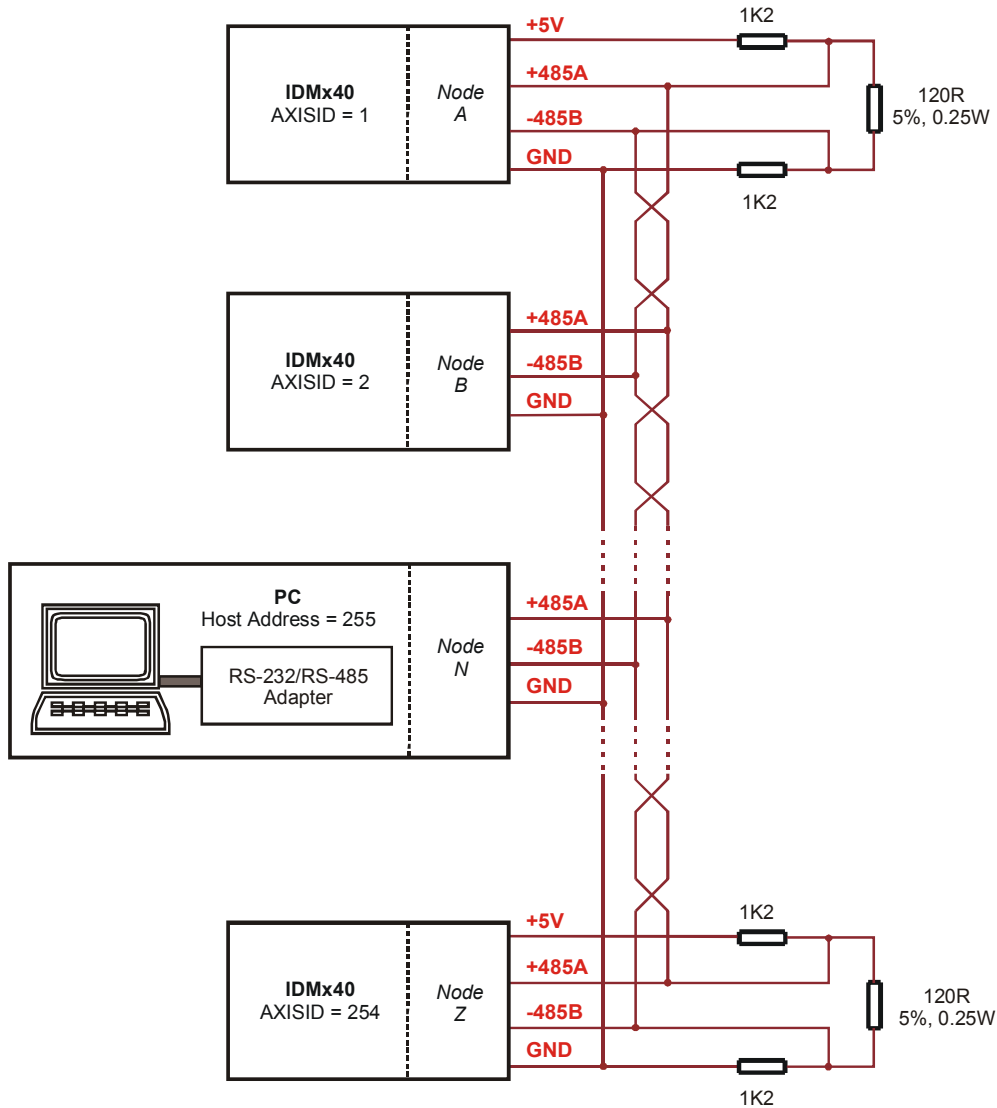 +5V
1K2
IDMx40
AXISID = 1
Node
A
+485A
-485B
GND
120R
5%, 0.25W
1K2
IDMx40
AXISID = 2
Node
B
+485A
-485B
GND
PC
Host Address = 255
RS-232/RS-485
Adapter
Node
N
+485A
-485B
GND
+5V
1K2
IDMx40
AXISID = 254
Node
Z
+485A
-485B
GND
120R
5%, 0.25W
1K2